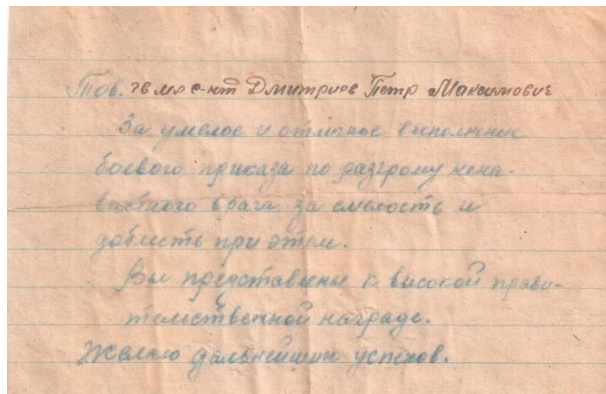 Тов. гв мл с-нт Дмитриев Петр Максимович
За умелое и отличное выполнение
боевого приказа по разгрому нена-
вистного врага за смелость и
доблесть при этом.
Вы представлены к високой прави-
тельственной награде.
Желаю дальнейших успехов.